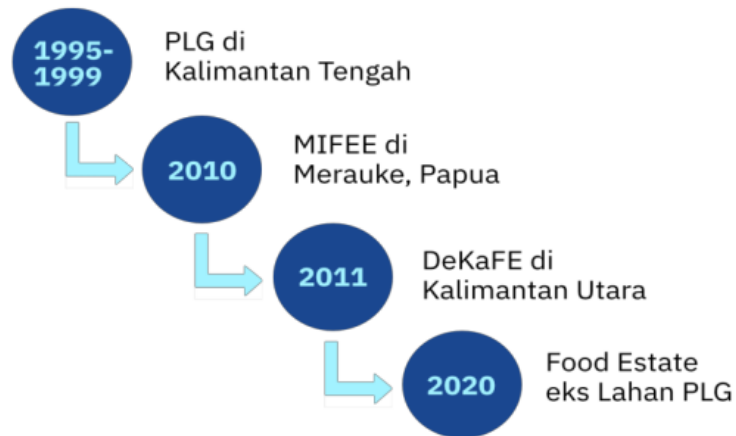 1995-
1999
PLG di
Kalimantan Tengah
2010
MIFEE di
Merauke, Papua
2011
DeKaFE di
Kalimantan Utara
2020
Food Estate
eks Lahan PLG